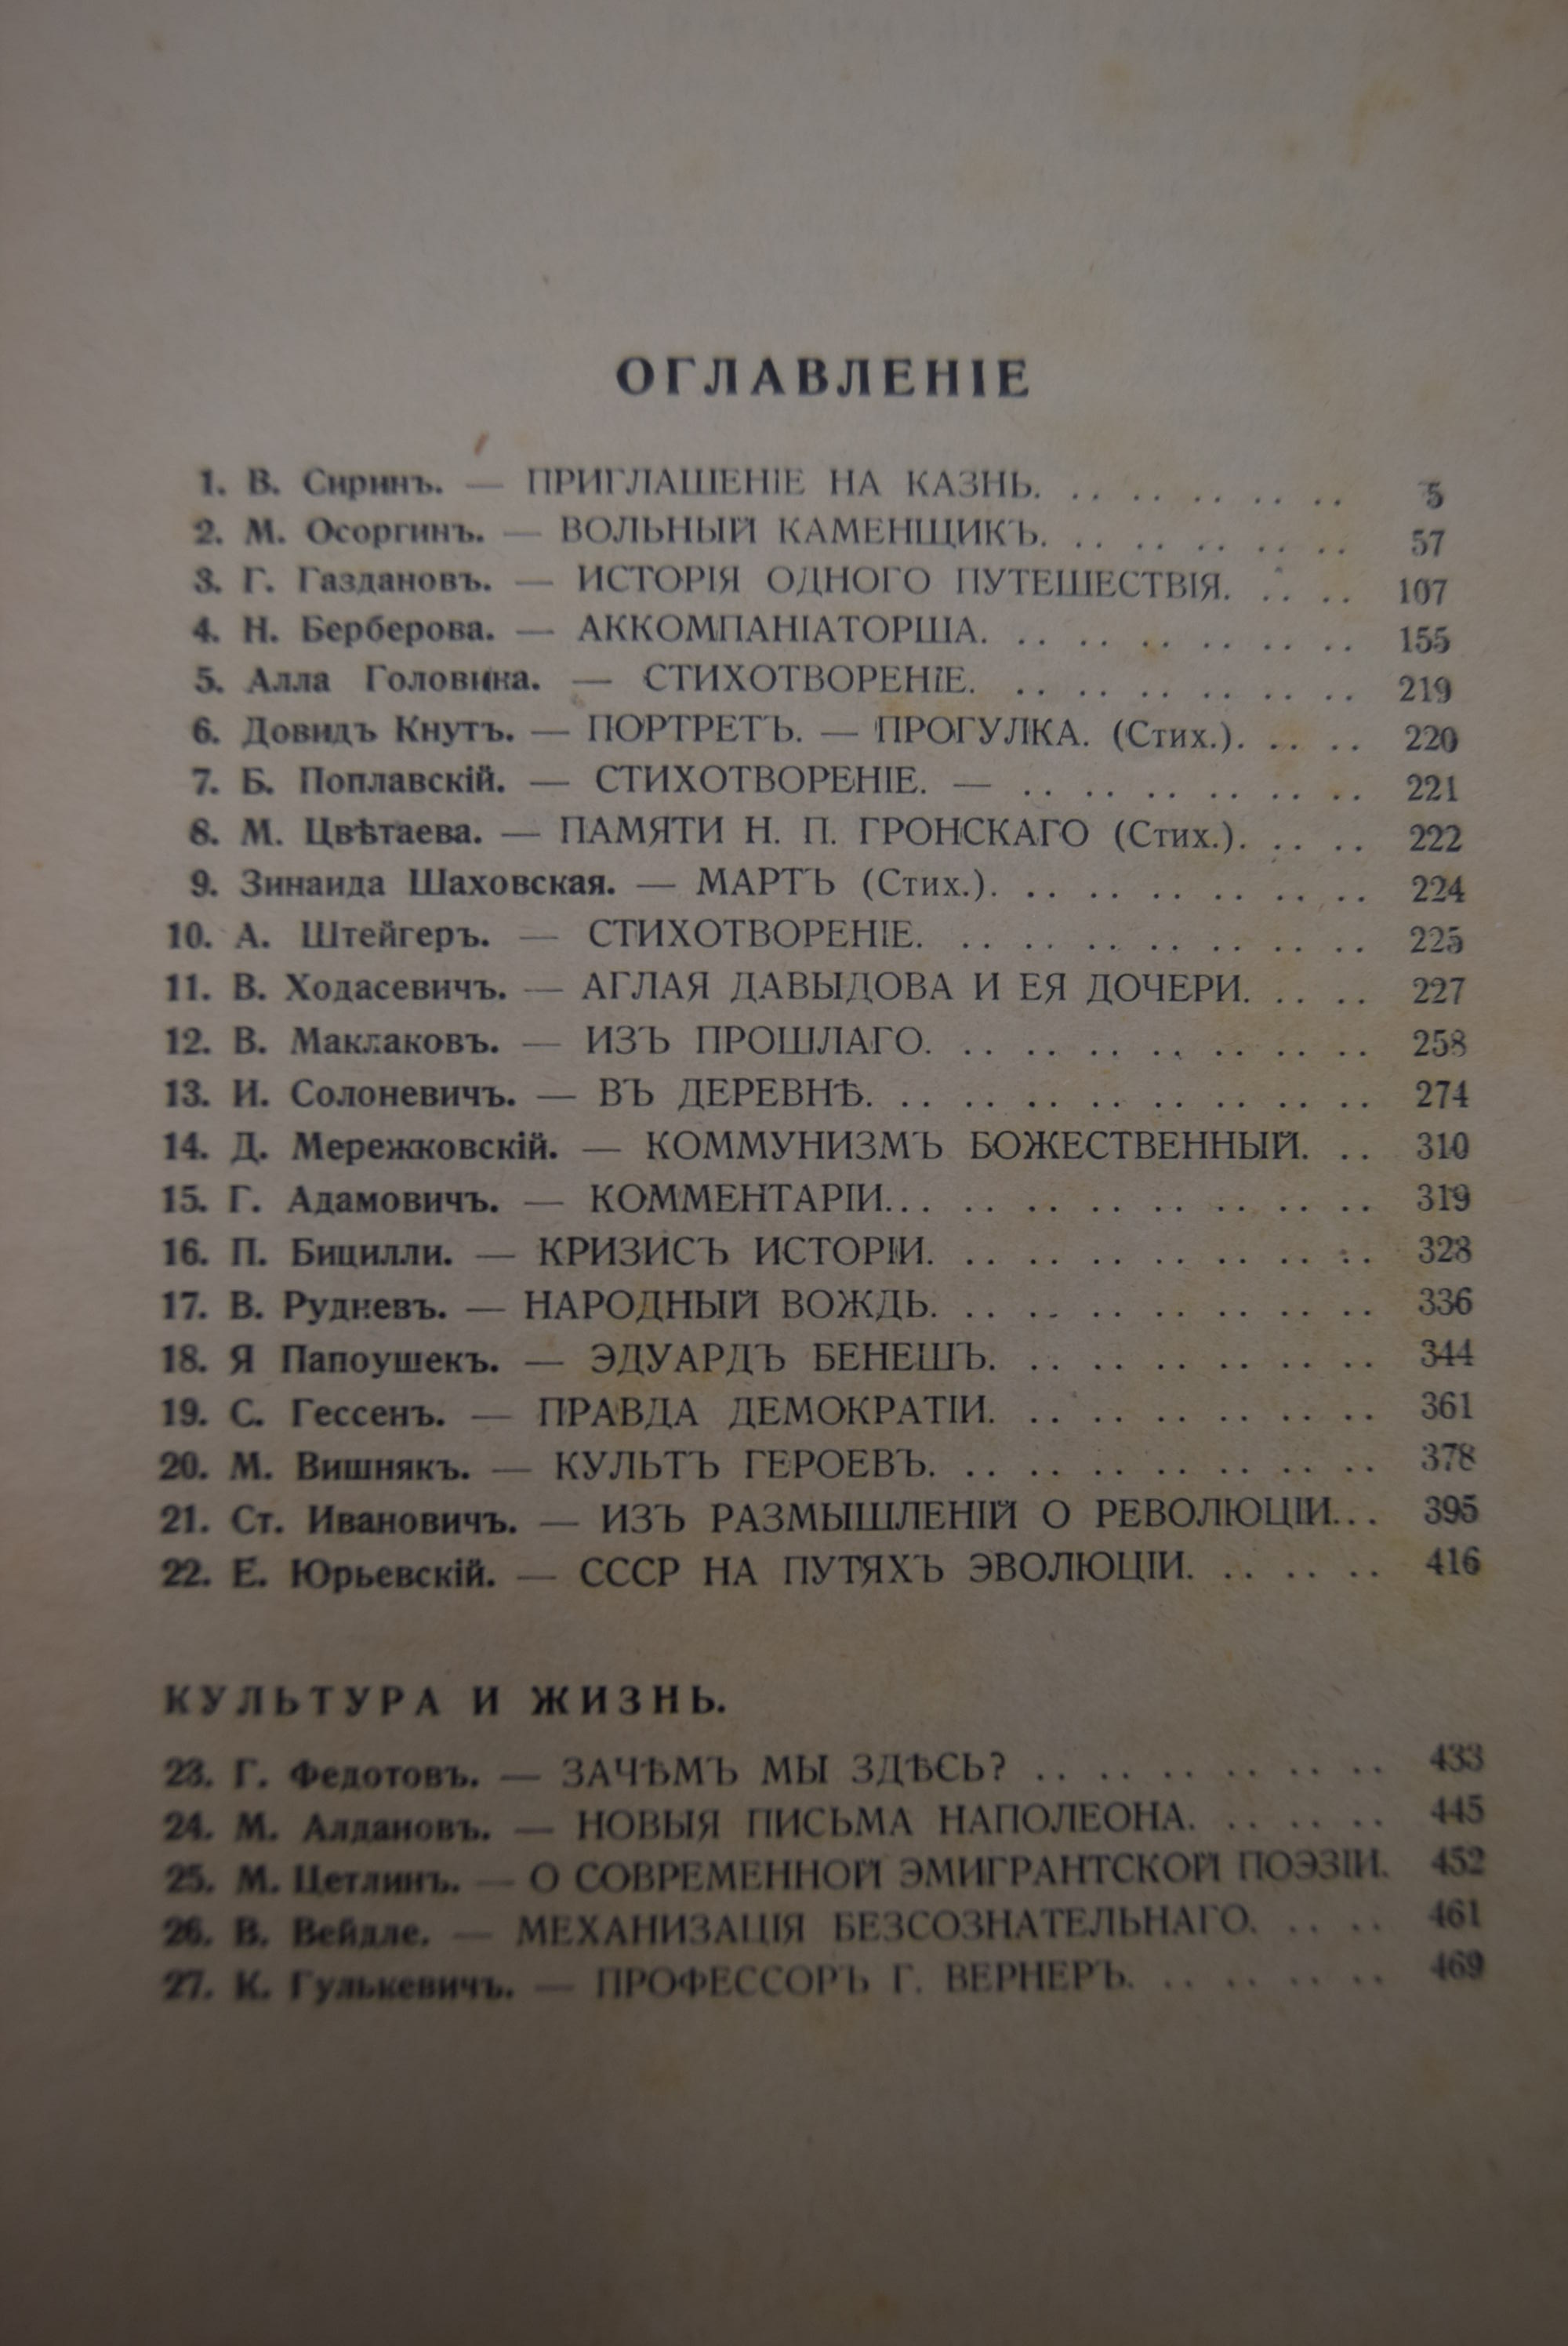 ОГЛАВЛЕНІЕ
1. В. Сиринъ. — ПРИГЛАШЕНІЕ НА КАЗНЬ. . . . . . . . . . 5
2. М. Осоргинъ. — ВОЛЬНЫЙ КАМЕНЩИКЪ. . . . . . . . . . . 57
3. Г. Газдановъ. — ИСТОРІЯ ОДНОГО ПУТЕШЕСТВІЯ. . . . . 107
4. Н. Берберова. — АККОМПАНІАТОРША. . . . . . . . . . . . . 155
5. Алла Головина. — СТИХОТВОРЕНІЕ. . . . . . . . . . . . . 219
6. Довидъ Кнутъ. — ПОРТРЕТЪ. — ПРОГУЛКА. (Стих.). . . . . 220
7. Б. Поплавскій. — СТИХОТВОРЕНІЕ. — . . . . . . . . . . . . 221
8. М. Цвѣтаева. — ПАМЯТИ Н. П. ГРОНСКАГО (Стих.). . . . . 222
9. Зинаида Шаховская. — МАРТЪ (Стих.). . . . . . . . . . . . . 224
10. А. Штейгеръ. — СТИХОТВОРЕНІЕ. . . . . . . . . . . . . . . 225
11. В. Ходасевичъ. — АГЛАЯ ДАВЫДОВА И ЕЯ ДОЧЕРИ. . . . . 227
12. В. Маклаковъ. — ИЗЪ ПРОШЛАГО. . . . . . . . . . . . . . . 258
13. И. Солоневичъ. — ВЪ ДЕРЕВНѢ. . . . . . . . . . . . . . . . . 274
14. Д. Мережковскій. — КОММУНИЗМЪ БОЖЕСТВЕННЫЙ. . . 310
15. Г. Адамовичъ. — КОММЕНТАРІИ. . . . . . . . . . . . . . . . . 319
16. П. Бицилли. — КРИЗИСЪ ИСТОРІИ. . . . . . . . . . . . . . . 328
17. В. Рудневъ. — НАРОДНЫЙ ВОЖДЬ. . . . . . . . . . . . . . . 336
18. Я Папоушекъ. — ЭДУАРДЪ БЕНЕШЪ. . . . . . . . . . . . . 344
19. С. Гессенъ. — ПРАВДА ДЕМОКРАТІИ. . . . . . . . . . . . . 361
20. М. Вишнякъ. — КУЛЬТЪ ГЕРОЕВЪ. . . . . . . . . . . . . . . 378
21. Ст. Ивановичъ. — ИЗЪ РАЗМЫШЛЕНІЙ О РЕВОЛЮЦІИ. . . 395
22. Е. Юрьевскій. — СССР НА ПУТЯХЪ ЭВОЛЮЦІИ. . . . . . . 416
КУЛЬТУРА И ЖИЗНЬ.
23. Г. Федотовъ. — ЗАЧѢМЪ МЫ ЗДѢСЬ? . . . . . . . . . . . . 433
24. М. Алдановъ. — НОВЫЯ ПИСЬМА НАПОЛЕОНА. . . . . . . 445
25. М. Цетлинъ. — О СОВРЕМЕННОЙ ЭМИГРАНТСКОЙ ПОЭЗІИ. 452
26. В. Вейдле. — МЕХАНИЗАЦІЯ БЕЗСОЗНАТЕЛЬНАГО. . . . . 461
27. К. Гулькевичъ. — ПРОФЕССОРЪ Г. ВЕРНЕРЪ. . . . . . . . . 469